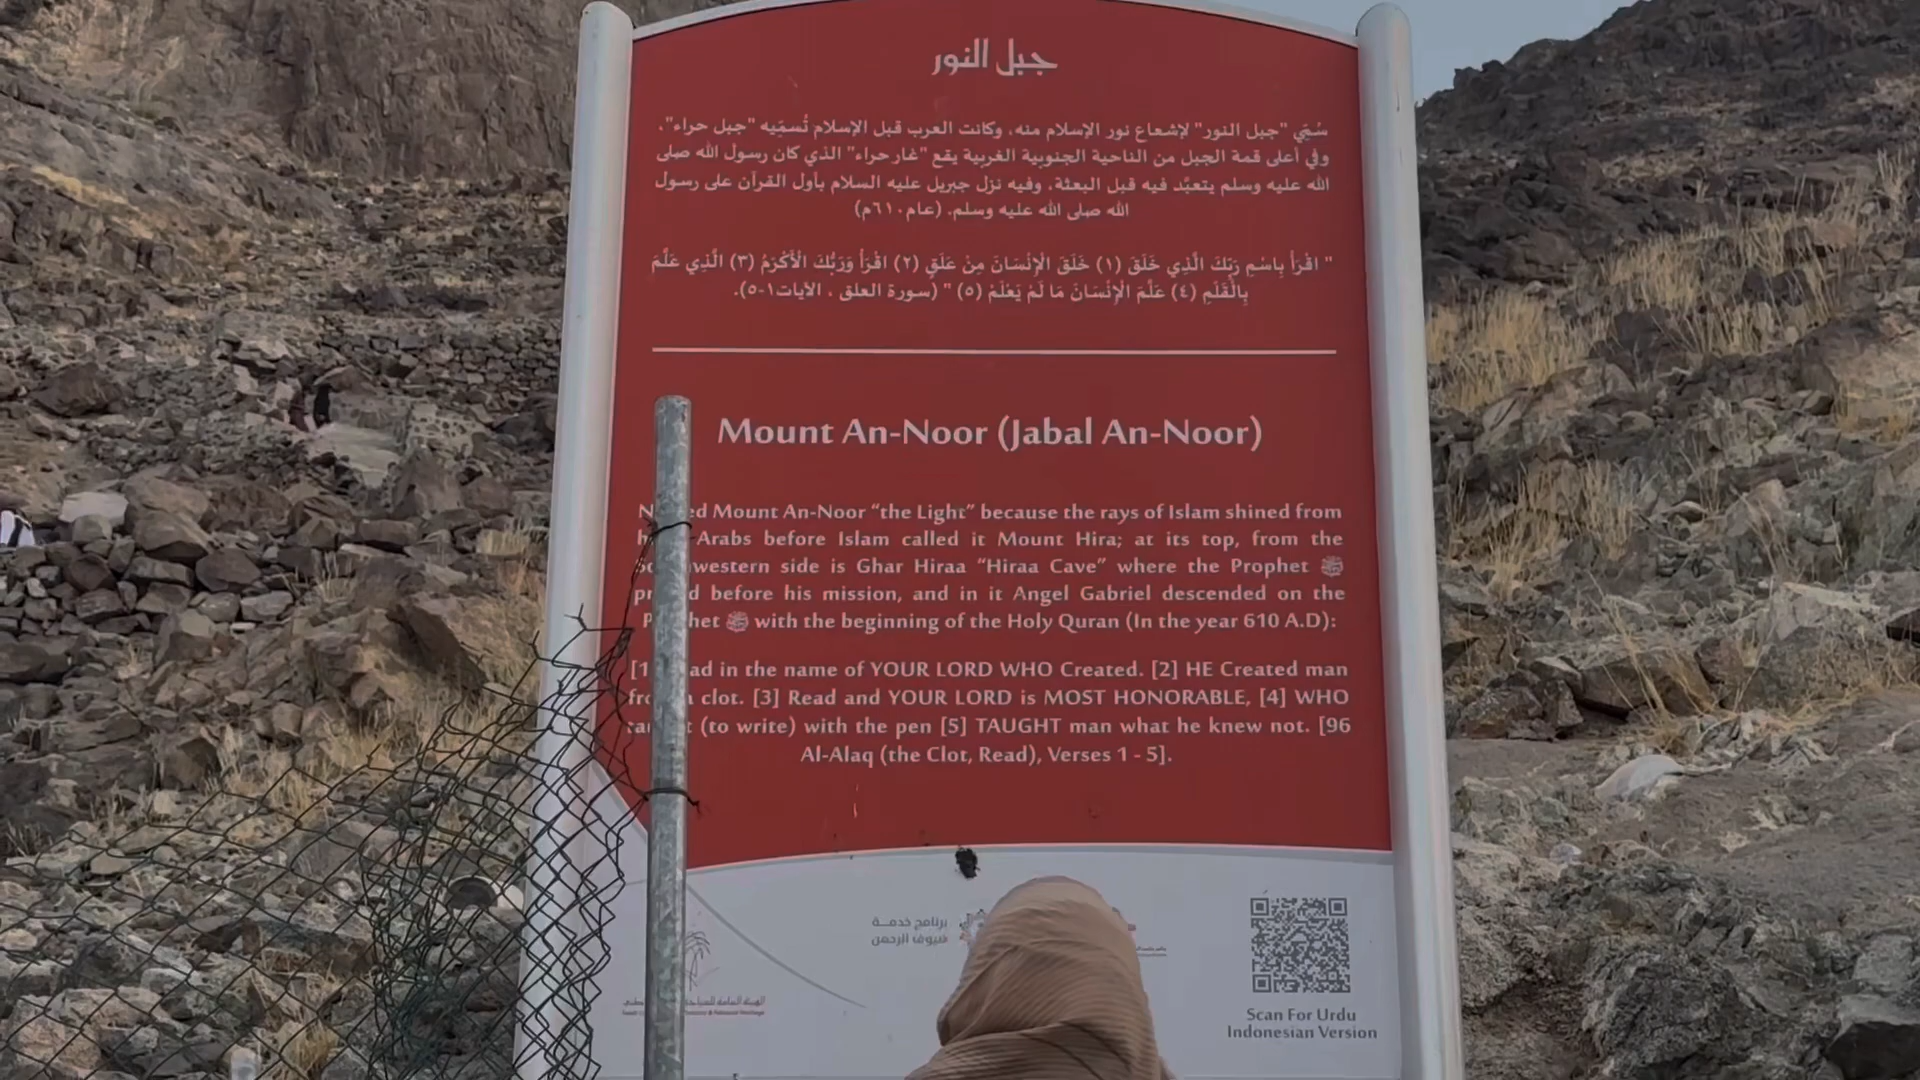 جبل النور
سُمِّي "جبل النور" لإشعاع نور الإسلام منه، وكانت العرب قبل الإسلام تُسمّيه "جبل حراء"،
وفي أعلى قمة الجبل من الناحية الجنوبية الغربية يقع "غار حراء" الذي كان رسول الله صلى
الله عليه وسلم يتعبَّد فيه قبل البعثة، وفيه نزل جبريل عليه السلام بأول القرآن على رسول
الله صلى الله عليه وسلم. (عام ٦١٠م)
" اقْرَأْ بِاسْمِ رَبِّكَ الَّذِي خَلَقَ (١) خَلَقَ الْإِنْسَانَ مِنْ عَلَقٍ (٢) اقْرَأْ وَرَبُّكَ الْأَكْرَمُ (٣) الَّذِي عَلَّمَ
بِالْقَلَمِ (٤) عَلَّمَ الْإِنْسَانَ مَا لَمْ يَعْلَمْ (٥) " (سورة العلق ، الآيات١-٥).
Mount An-Noor (Jabal An-Noor)
Mount An-Noor “the Light” because the rays of Islam shined from
Arabs before Islam called it Mount Hira; at its top, from the
side is Ghar Hiraa “Hiraa Cave” where the Prophet ﷺ
before his mission, and in it Angel Gabriel descended on the
ﷺ with the beginning of the Holy Quran (In the year 610 A.D):
[1] in the name of YOUR LORD WHO Created. [2] HE Created man
clot. [3] Read and YOUR LORD is MOST HONORABLE, [4] WHO
(to write) with the pen [5] TAUGHT man what he knew not. [96
Al-Alaq (the Clot, Read), Verses 1 - 5].
برنامج خدمة
ضيوف الرحمن
الهيئة العامة للسياحة
& National Heritage
Scan For Urdu
Indonesian Version